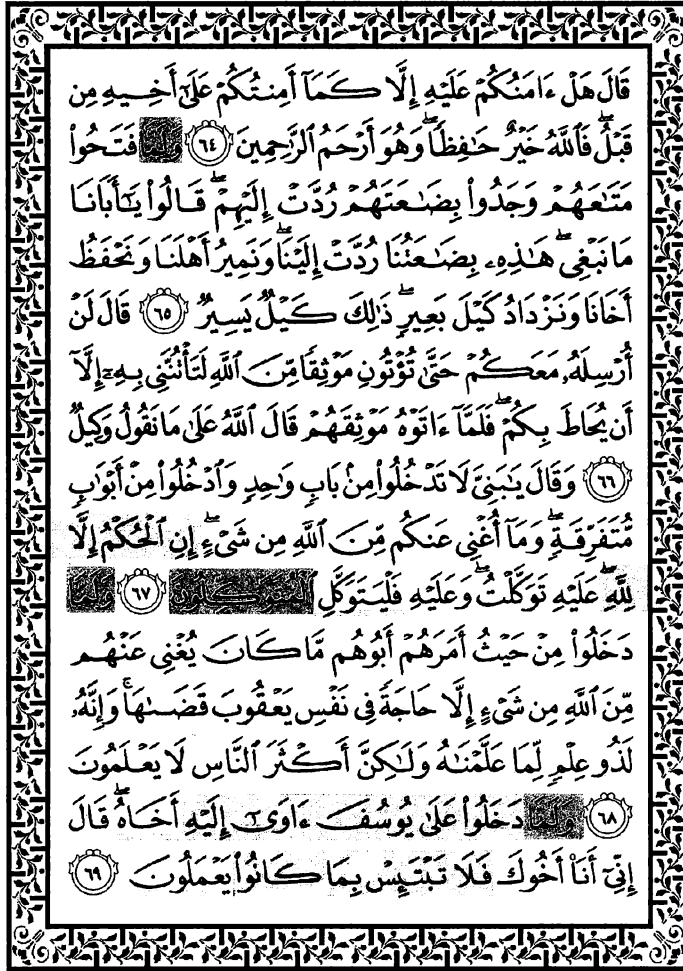 قَالَ هَلْ ءَامَنُكُمْ عَلَيْهِ إِلَّا كَمَآ أَمِنتُكُمْ عَلَىٰٓ أَخِيهِ مِن
قَبْلُ ۖ فَٱللَّهُ خَيْرٌ حَـٰفِظًا ۖ وَهُوَ أَرْحَمُ ٱلرَّٰحِمِينَ ٦٤ وَلَمَّا فَتَحُوا۟
مَتَـٰعَهُمْ وَجَدُوا۟ بِضَـٰعَتَهُمْ رُدَّتْ إِلَيْهِمْ ۖ قَالُوا۟ يَـٰٓأَبَانَا
مَا نَبْغِى ۖ هَـٰذِهِۦ بِضَـٰعَتُنَا رُدَّتْ إِلَيْنَا ۖ وَنَمِيرُ أَهْلَنَا وَنَحْفَظُ
أَخَانَا وَنَزْدَادُ كَيْلَ بَعِيرٍ ۖ ذَٰلِكَ كَيْلٌ يَسِيرٌ ٦٥ قَالَ لَنْ
أُرْسِلَهُۥ مَعَكُمْ حَتَّىٰ تُؤْتُونِ مَوْثِقًا مِّنَ ٱللَّهِ لَتَأْتُنَّنِى بِهِۦٓ إِلَّآ
أَن يُحَاطَ بِكُمْ ۖ فَلَمَّآ ءَاتَوْهُ مَوْثِقَهُمْ قَالَ ٱللَّهُ عَلَىٰ مَا نَقُولُ وَكِيلٌ
٦٦ وَقَالَ يَـٰبَنِىَّ لَا تَدْخُلُوا۟ مِنۢ بَابٍ وَٰحِدٍ وَٱدْخُلُوا۟ مِنْ أَبْوَٰبٍ
مُّتَفَرِّقَةٍ ۖ وَمَآ أُغْنِى عَنكُم مِّنَ ٱللَّهِ مِن شَىْءٍ ۖ إِنِ ٱلْحُكْمُ إِلَّا
لِلَّهِ ۖ عَلَيْهِ تَوَكَّلْتُ ۖ وَعَلَيْهِ فَلْيَتَوَكَّلِ ٱلْمُتَوَكِّلُونَ ٦٧ وَلَمَّا
دَخَلُوا۟ مِنْ حَيْثُ أَمَرَهُمْ أَبُوهُم مَّا كَانَ يُغْنِى عَنْهُم
مِّنَ ٱللَّهِ مِن شَىْءٍ إِلَّا حَاجَةً فِى نَفْسِ يَعْقُوبَ قَضَىٰهَا ۚ وَإِنَّهُۥ
لَذُو عِلْمٍ لِّمَا عَلَّمْنَـٰهُ وَلَـٰكِنَّ أَكْثَرَ ٱلنَّاسِ لَا يَعْلَمُونَ
٦٨ وَلَمَّا دَخَلُوا۟ عَلَىٰ يُوسُفَ ءَاوَىٰٓ إِلَيْهِ أَخَاهُ ۖ قَالَ
إِنِّىٓ أَنَا۠ أَخُوكَ فَلَا تَبْتَئِسْ بِمَا كَانُوا۟ يَعْمَلُونَ ٦٩